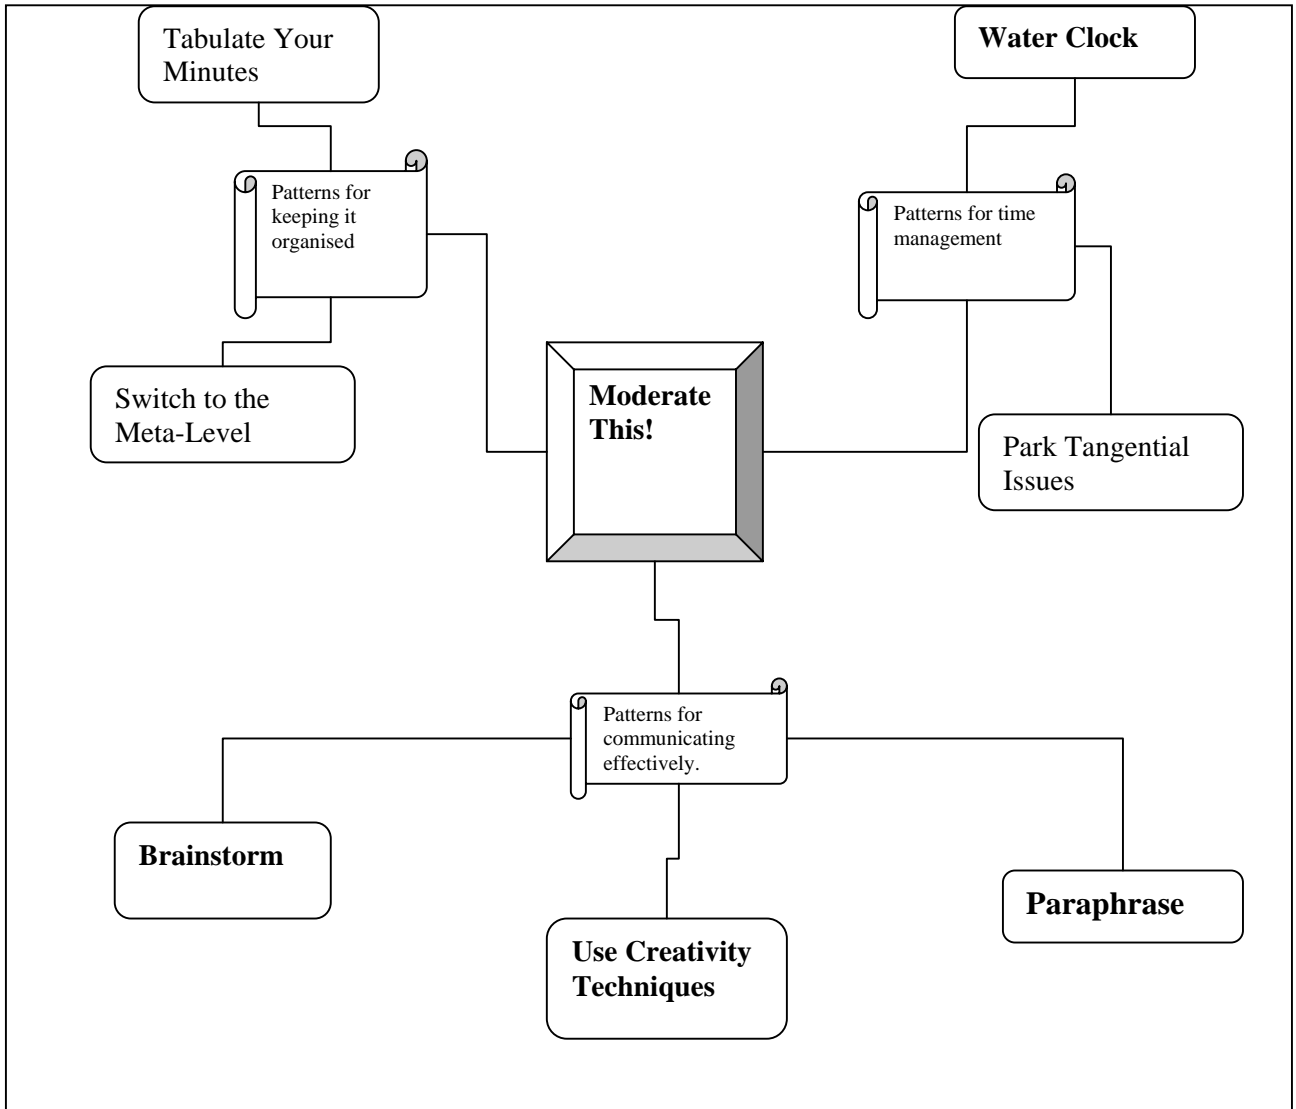 Tabulate Your
Minutes
Water Clock
Patterns for
keeping it
organised
Patterns for time
management
Switch to the
Meta-Level
Moderate
This!
Park Tangential
Issues
Patterns for
communicating
effectively.
Brainstorm
Use Creativity
Techniques
Paraphrase